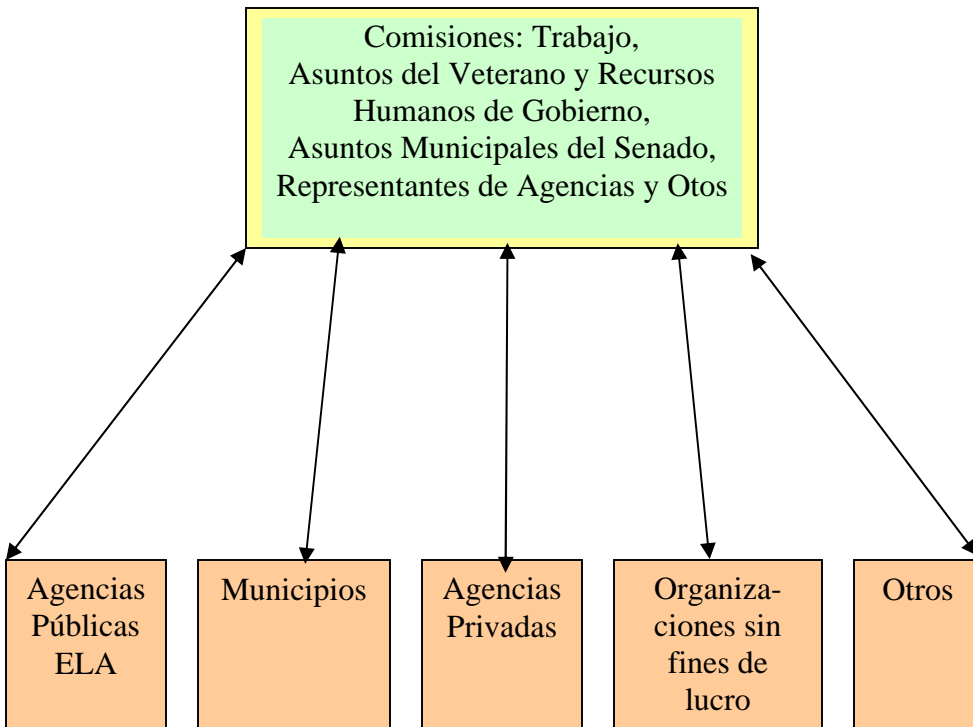 Comisiones: Trabajo,
Asuntos del Veterano y Recursos
Humanos de Gobierno,
Asuntos Municipales del Senado,
Representantes de Agencias y Otos
Agencias
Públicas
ELA
Municipios
Agencias
Privadas
Organiza-
ciones sin
fines de
lucro
Otros